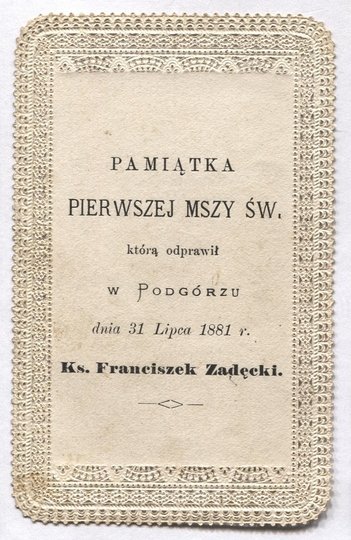 PAMIĄTKA
PIERWSZEJ MSZY ŚW.
którą odprawił
W PODGÓRZU
dnia 31 Lipca 1881 r.
Ks. Franciszek Zadęcki.